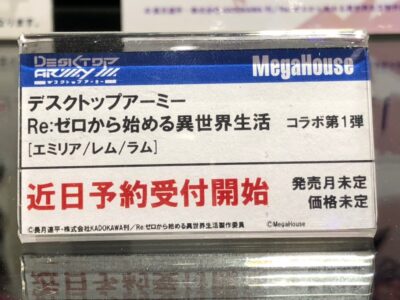 DESKTOP ARMY
デスクトップアーミー
MegaHouse
デスクトップアーミー
Re:ゼロから始める異世界生活 コラボ第1弾
[エミリア/レム/ラム]
近日予約受付開始
発売月未定
価格未定
©長月達平・株式会社KADOKAWA刊/Re:ゼロから始める異世界生活製作委員 ©MegaHouse